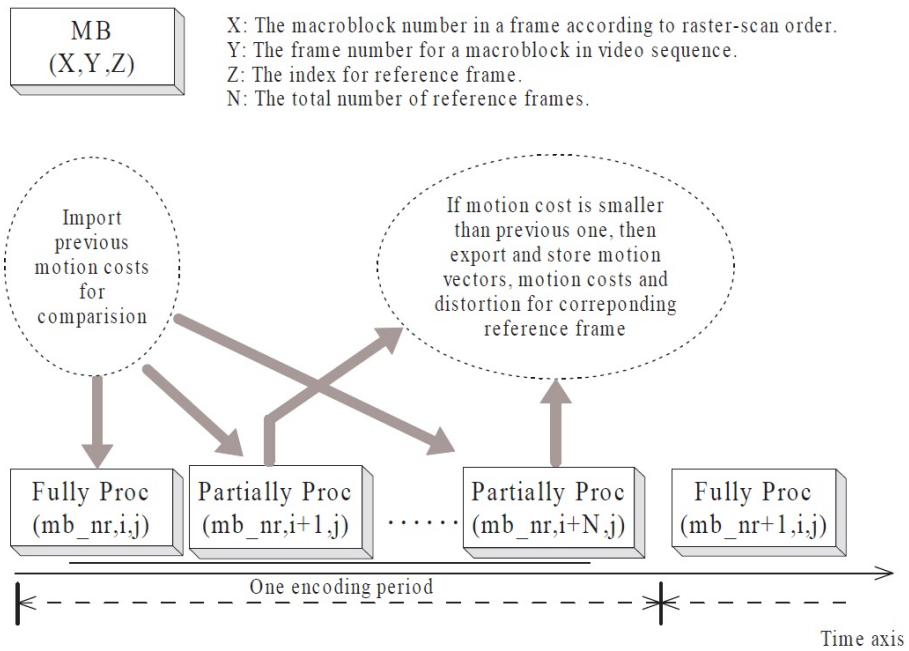 MB
(X,Y,Z)
X: The macroblock number in a frame according to raster-scan order.
Y: The frame number for a macroblock in video sequence.
Z: The index for reference frame.
N: The total number of reference frames.
Import
previous
motion costs
for
comparision
If motion cost is smaller
than previous one, then
export and store motion
vectors, motion costs and
distortion for correponding
reference frame
Fully Proc
(mb_nr,i,j)
Partially Proc
(mb_nr,i+1,j)
······
Partially Proc
(mb_nr,i+N,j)
Fully Proc
(mb_nr+1,i,j)
One encoding period
Time axis